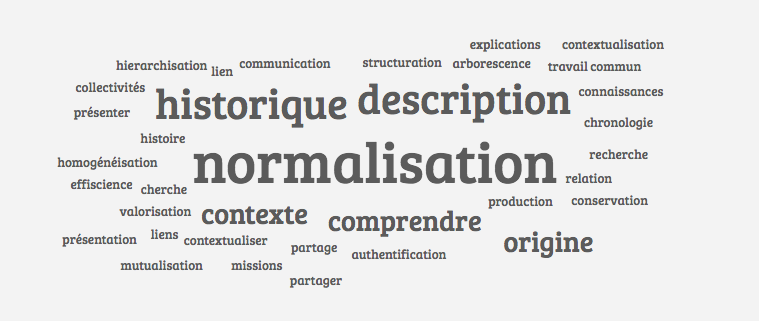 explications contextualisation
hierarchisation lien communication structuration arborescence travail commun
collectivités historique description connaissances
présenter chronologie
histoire normalisation recherche
homogénéisation relation
effiscience cherche production conservation
valorisation contexte comprendre
présentation liens contextualiser partage origine
authentification
mutualisation missions
partager